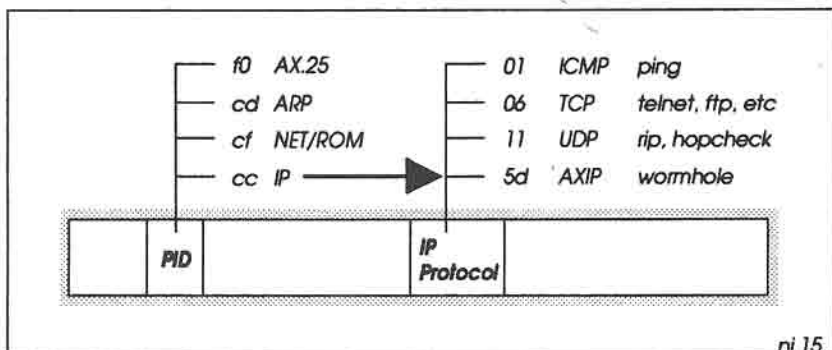 f0 AX.25
cd ARP
cf NET/ROM
cc IP
01 ICMP ping
06 TCP telnet, ftp, etc
11 UDP rip, hopcheck
5d AXIP wormhole
PID
IP
Protocol
ni 15